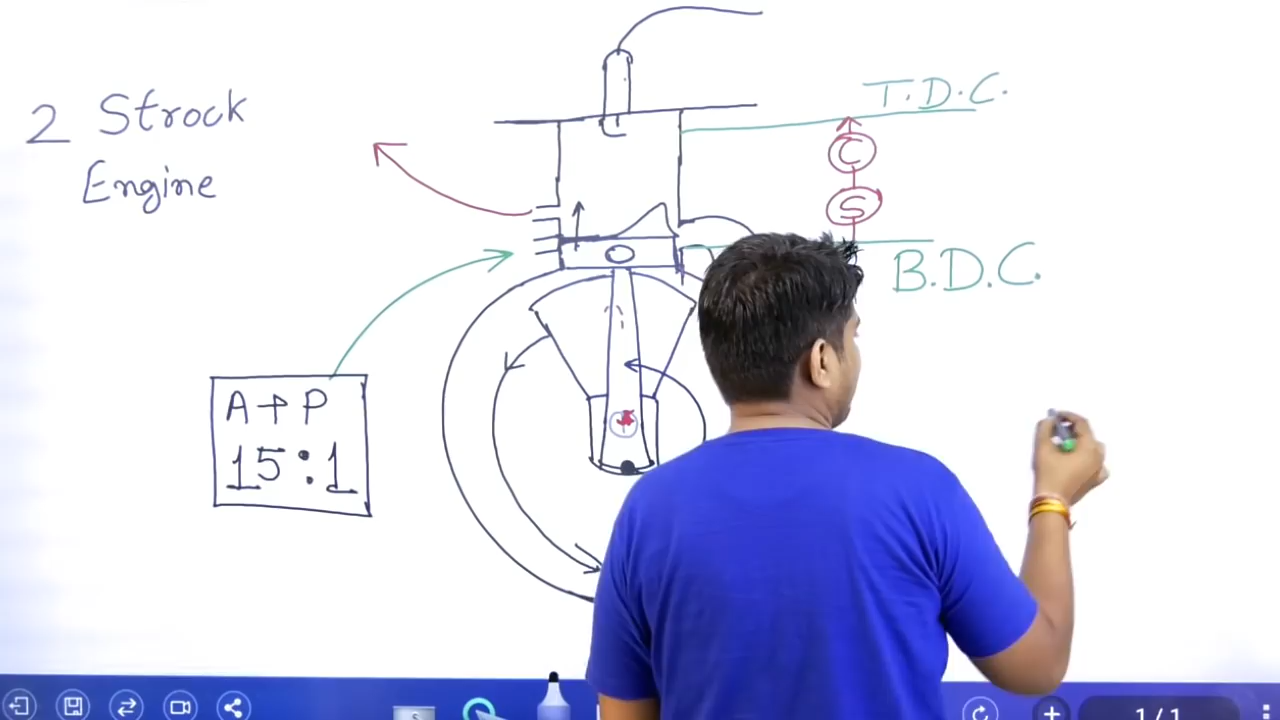 2 Strock
Engine
T.D.C.
C
S
B.D.C.
A+P
15:1
1/1